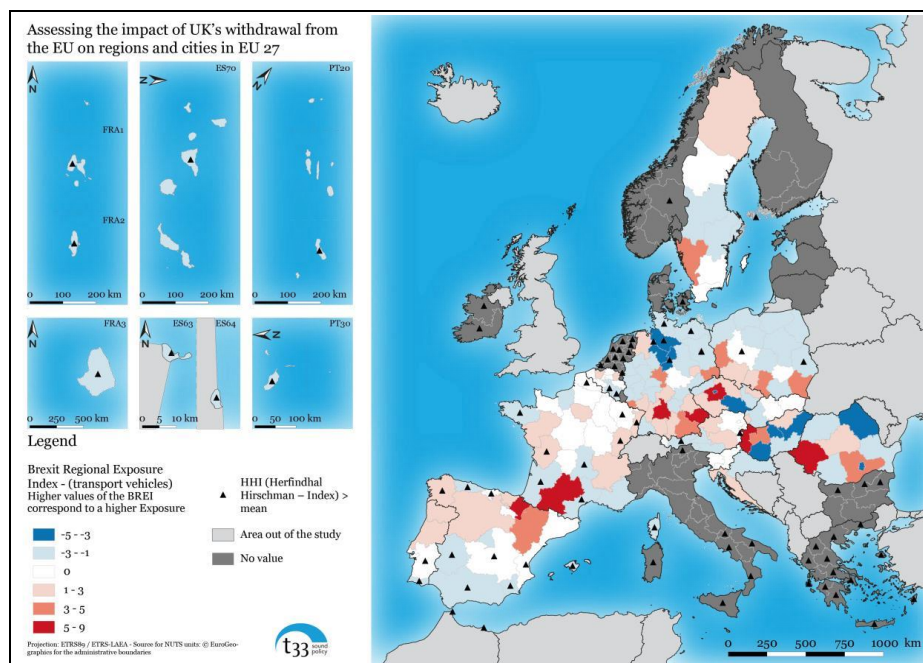 Assessing the impact of UK's withdrawal from
the EU on regions and cities in EU 27
N
FRA1
FRA2
0 100 200 km
N
ES70
0 100 200 km
N
PT20
0 100 200 km
N
FRA3
0 250 500 km
N
ES63
ES64
0 5 10 km
N
PT30
0 50 100 km
Legend
Brexit Regional Exposure
Index - (transport vehicles)
Higher values of the BREI
correspond to a higher Exposure
-5 - -3
-3 - -1
0
1 - 3
3 - 5
5 - 9
HHI (Herfindhal
Hirschman – Index) >
mean
Area out of the study
No value
Projection: ETRS89 / ETRS-LAEA - Source for NUTS units: © EuroGeo-
graphics for the administrative boundaries
t33 sound
policy
0 250 500 750 1000 km